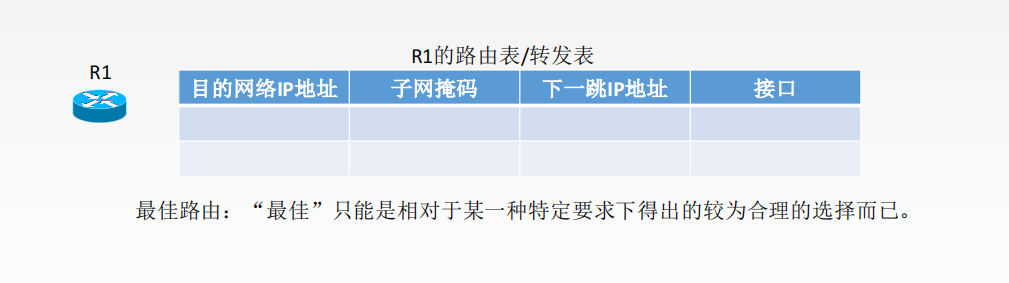 R1的路由表/转发表
R1
目的网络IP地址 子网掩码 下一跳IP地址 接口
最佳路由：“最佳”只能是相对于某一种特定要求下得出的较为合理的选择而已。